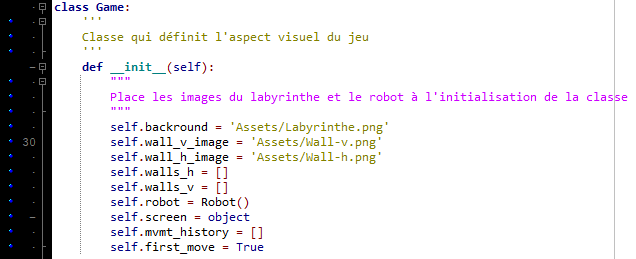 class Game:
'''
Classe qui définit l'aspect visuel du jeu
'''
def __init__(self):
"""
Place les images du labyrinthe et le robot à l'initialisation de la classe
"""
self.backround = 'Assets/Labyrinthe.png'
30 self.wall_v_image = 'Assets/Wall-v.png'
self.wall_h_image = 'Assets/Wall-h.png'
self.walls_h = []
self.walls_v = []
self.robot = Robot()
self.screen = object
self.mvmt_history = []
self.first_move = True